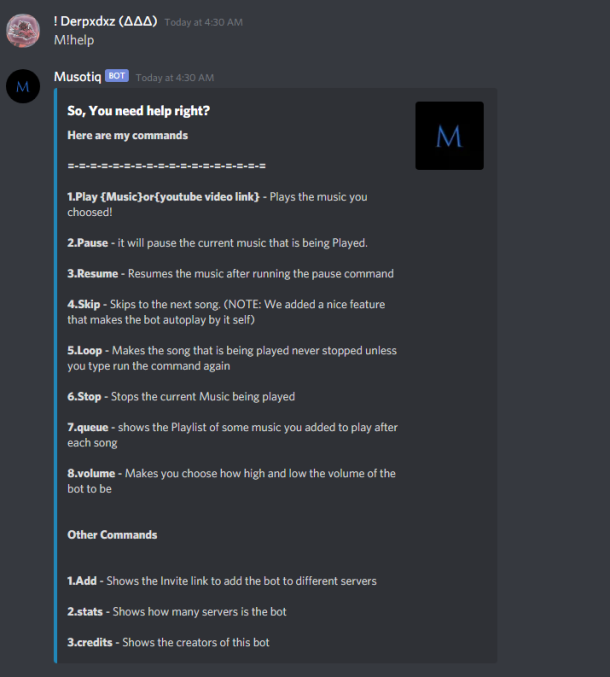 ! Derpxdxz (ΔΔΔ) Today at 4:30 AM
M!help
M
Musotiq BOT Today at 4:30 AM
So, You need help right?
M
Here are my commands
=-=-=-=-=-=-=-=-=-=-=-=-=-=-=-=-=-=
1.Play {Music}or{youtube video link} - Plays the music you
choosed!
2.Pause - it will pause the current music that is being Played.
3.Resume - Resumes the music after running the pause command
4.Skip - Skips to the next song. (NOTE: We added a nice feature
that makes the bot autoplay by it self)
5.Loop - Makes the song that is being played never stopped unless
you type run the command again
6.Stop - Stops the current Music being played
7.queue - shows the Playlist of some music you added to play after
each song
8.volume - Makes you choose how high and low the volume of the
bot to be
Other Commands
1.Add - Shows the Invite link to add the bot to different servers
2.stats - Shows how many servers is the bot
3.credits - Shows the creators of this bot